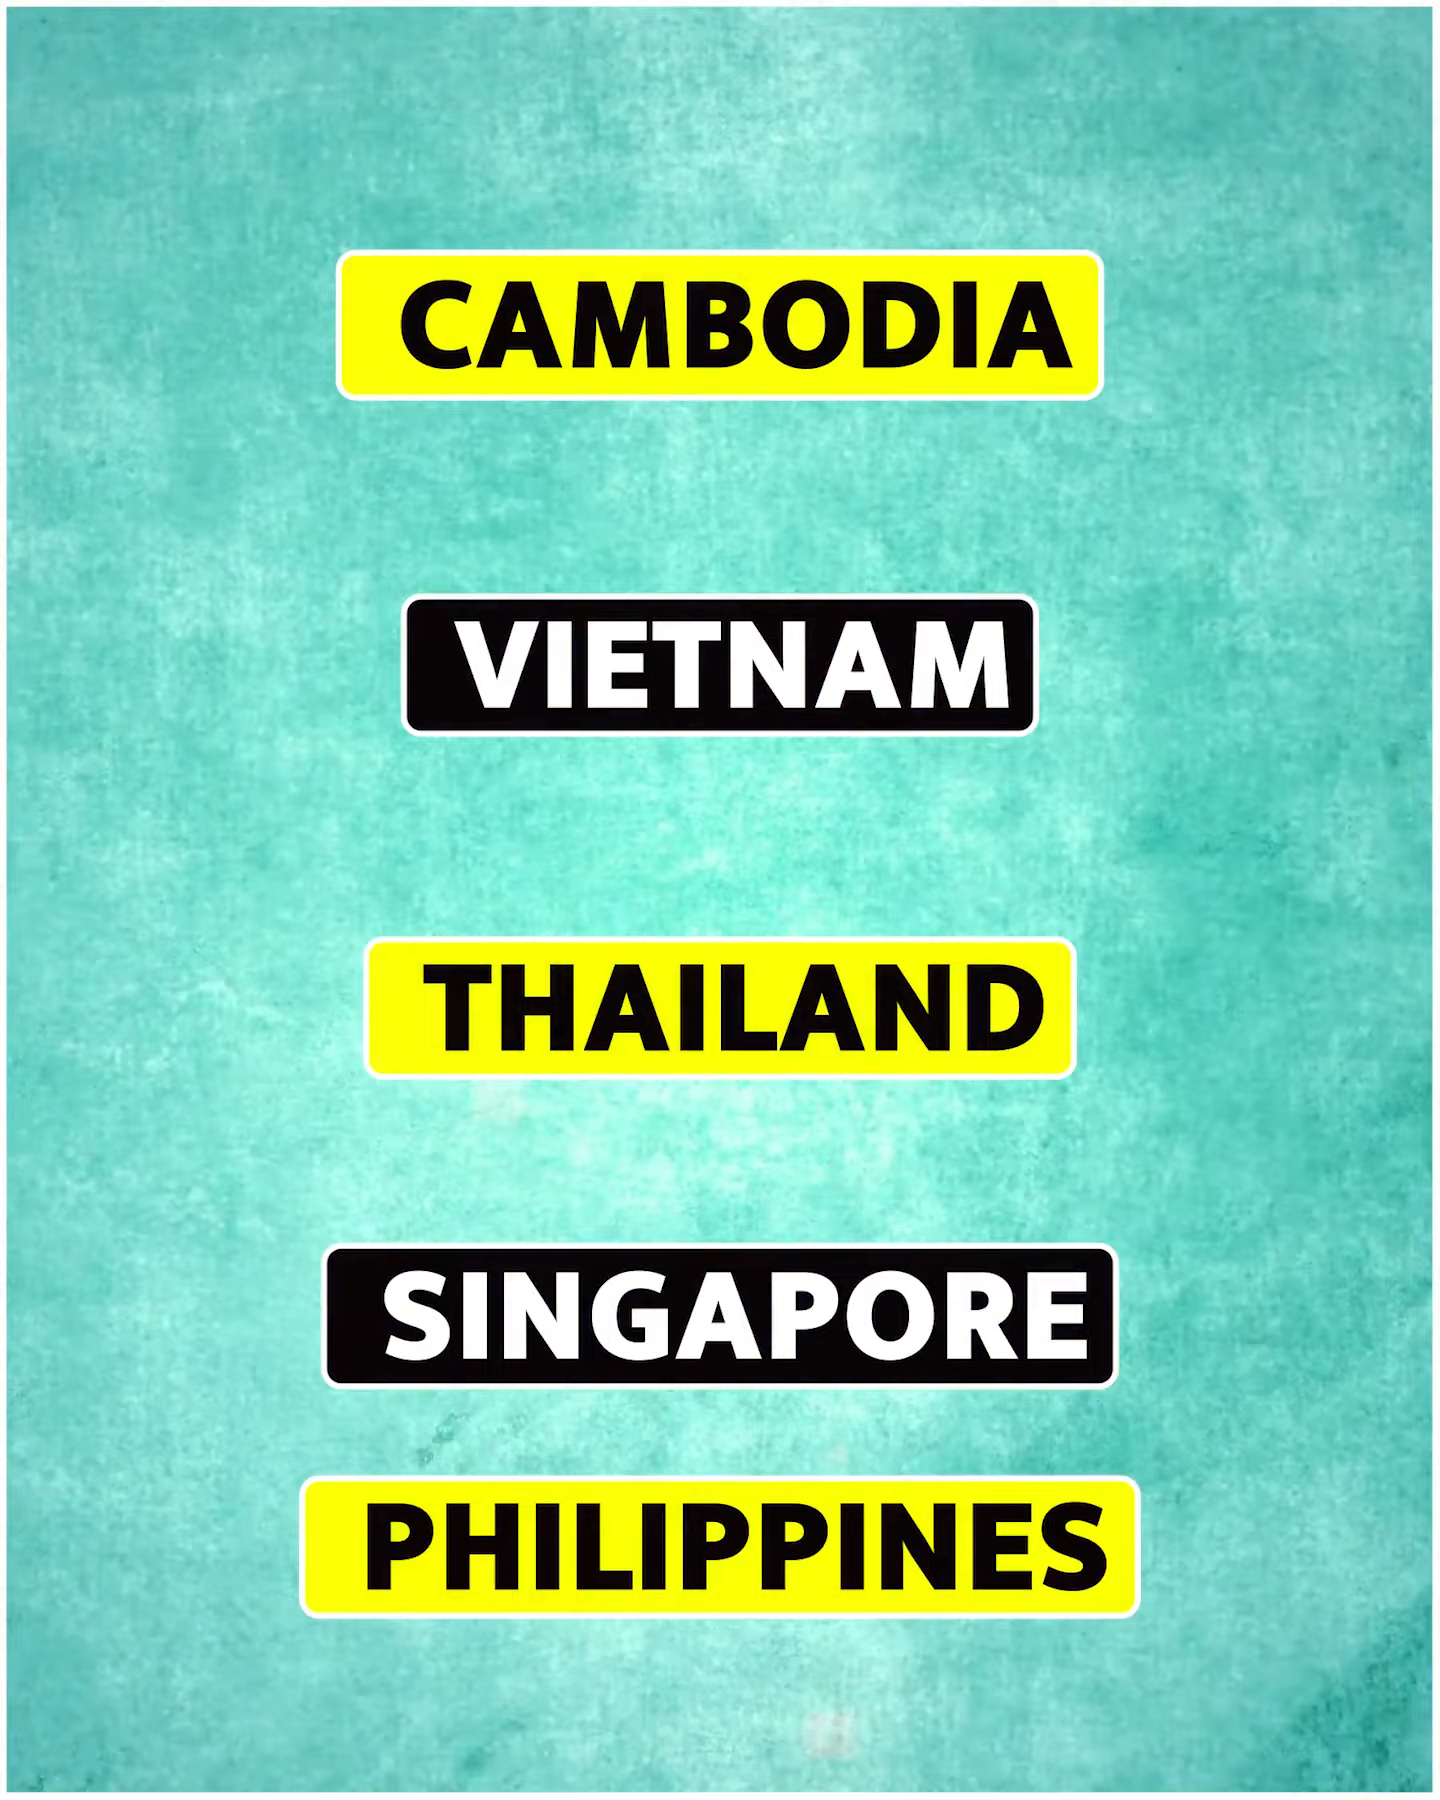 CAMBODIA
VIETNAM
THAILAND
SINGAPORE
PHILIPPINES